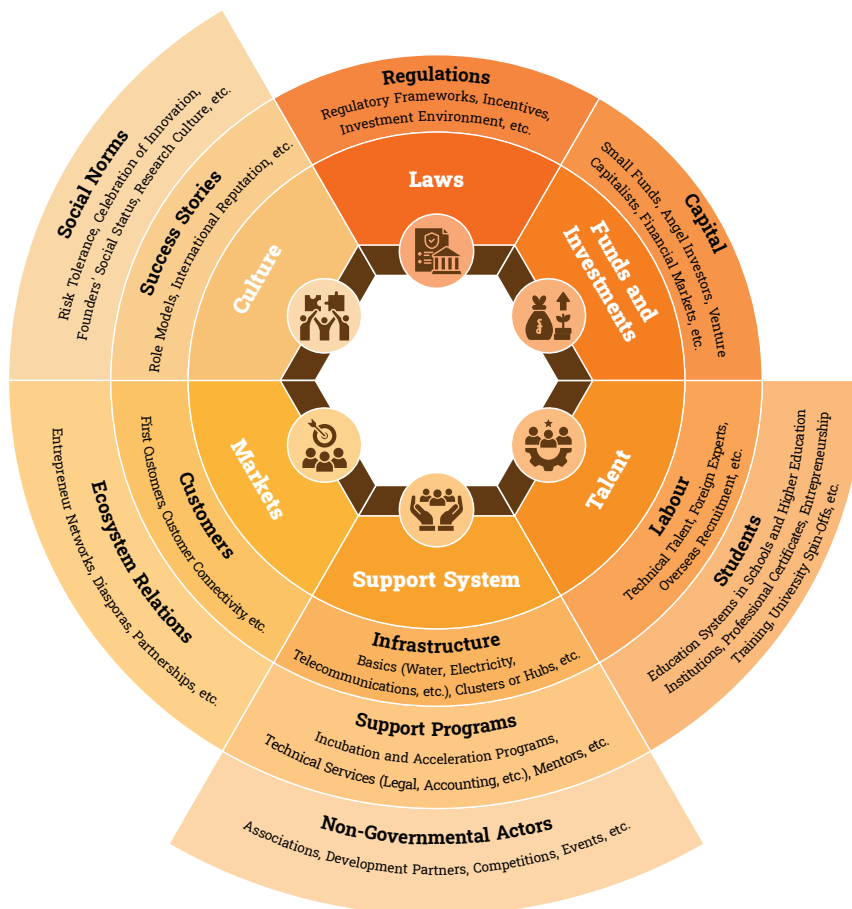 Regulations
Regulatory Frameworks, Incentives,
Investment Environment, etc.
Laws
Capital
Small Funds, Angel Investors, Venture
Capitalists, Financial Markets, etc.
Funds and
Investments
Talent
Labour
Technical Talent, Foreign Experts,
Overseas Recruitment, etc.
Students
Education Systems in Schools and Higher Education
Institutions, Professional Certificates, Entrepreneurship
Training, University Spin-Offs, etc.
Support System
Infrastructure
Basics (Water, Electricity,
Telecommunications, etc.), Clusters or Hubs, etc.
Support Programs
Incubation and Acceleration Programs,
Technical Services (Legal, Accounting, etc.), Mentors, etc.
Non-Governmental Actors
Associations, Development Partners, Competitions, Events, etc.
Markets
Customers
First Customers, Customer Connectivity, etc.
Ecosystem Relations
Entrepreneur Networks, Diasporas, Partnerships, etc.
Culture
Success Stories
Role Models, International Reputation, etc.
Social Norms
Risk Tolerance, Celebration of Innovation,
Founders' Social Status, Research Culture, etc.